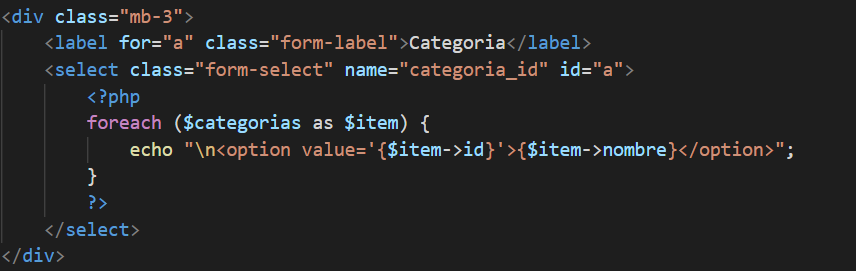 <div class="mb-3">
    <label for="a" class="form-label">Categoria</label>
    <select class="form-select" name="categoria_id" id="a">
        <?php
        foreach ($categorias as $item) {
            echo "\n<option value='{$item->id}'>{$item->nombre}</option>";
        }
        ?>
    </select>
</div>